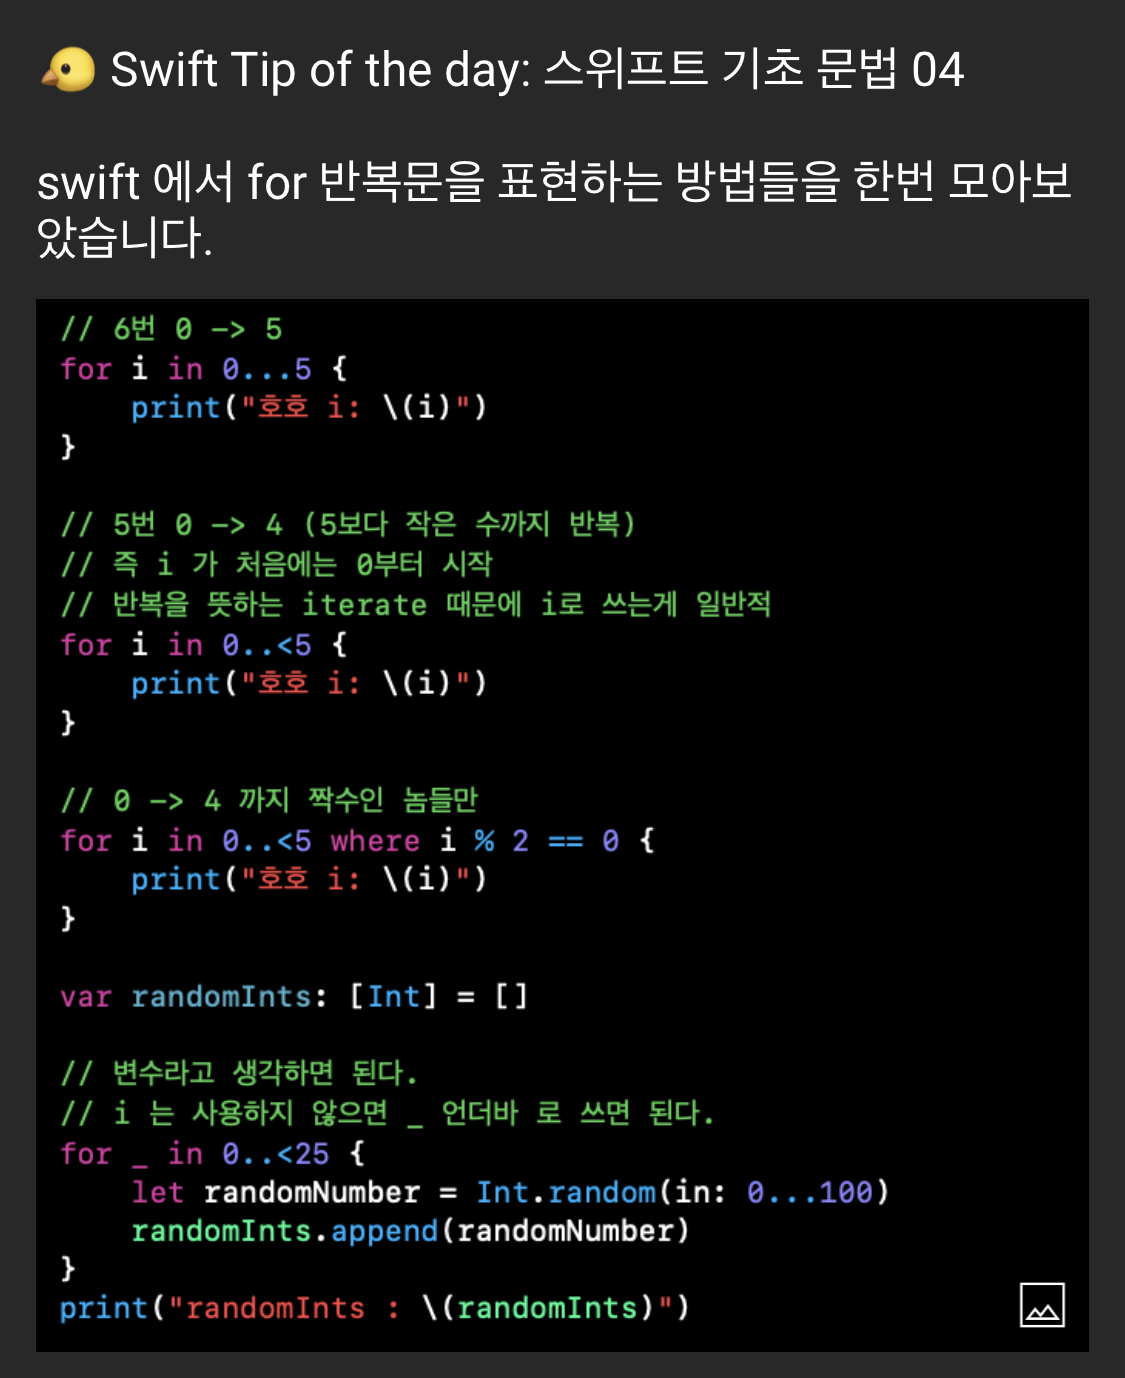 🐤 Swift Tip of the day: 스위프트 기초 문법 04
swift 에서 for 반복문을 표현하는 방법들을 한번 모아보
았습니다.
// 6번 0 -> 5
for i in 0...5 {
    print("호호 i: \(i)")
}
// 5번 0 -> 4 (5보다 작은 수까지 반복)
// 즉 i 가 처음에는 0부터 시작
// 반복을 뜻하는 iterate 때문에 i로 쓰는게 일반적
for i in 0..<5 {
    print("호호 i: \(i)")
}
// 0 -> 4 까지 짝수인 놈들만
for i in 0..<5 where i % 2 == 0 {
    print("호호 i: \(i)")
}
var randomInts: [Int] = []
// 변수라고 생각하면 된다.
// i 는 사용하지 않으면 _ 언더바 로 쓰면 된다.
for _ in 0..<25 {
    let randomNumber = Int.random(in: 0...100)
    randomInts.append(randomNumber)
}
print("randomInts : \(randomInts)")